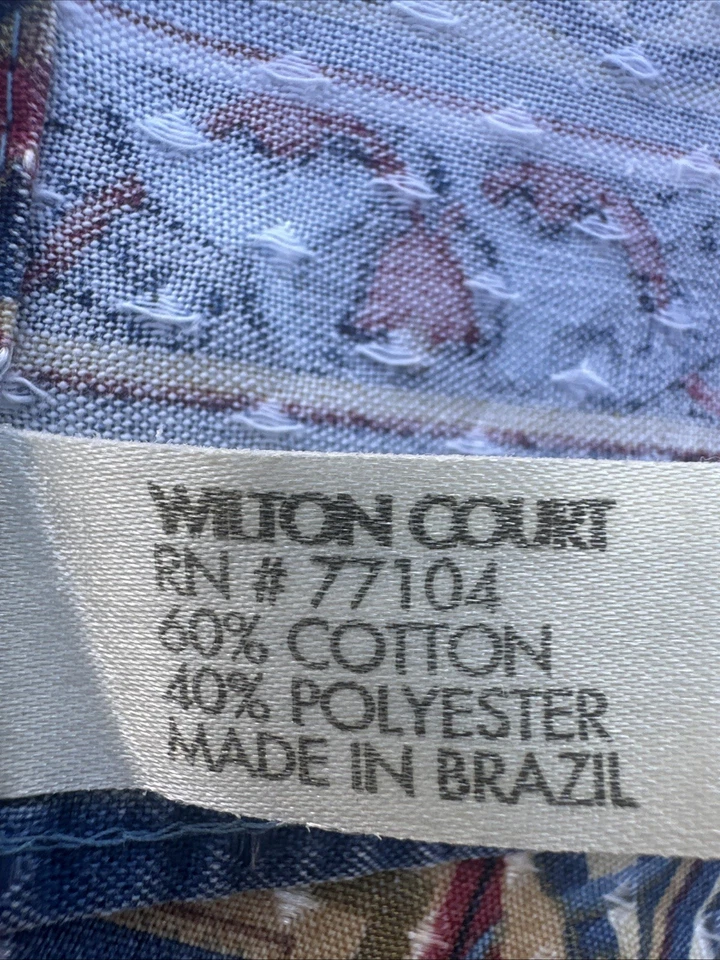 WILTON COURT
RN # 77104
60% COTTON
40% POLYESTER
MADE IN BRAZIL